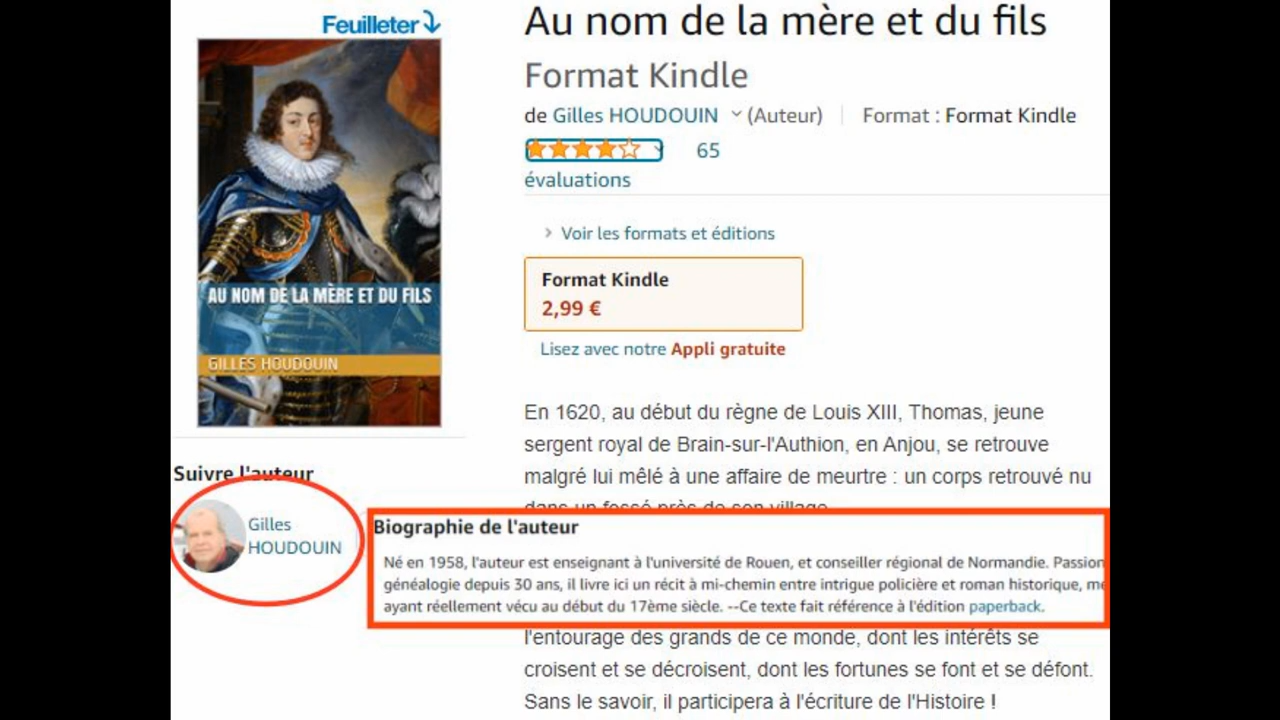 Feuilleter
Au nom de la mère et du fils
Format Kindle
de Gilles HOUDOUIN (Auteur) Format : Format Kindle
65
évaluations
Voir les formats et éditions
Format Kindle
2,99 €
Lisez avec notre Appli gratuite
AU NOM DE LA MÈRE ET DU FILS
GILLES HOUDOUIN
En 1620, au début du règne de Louis XIII, Thomas, jeune
sergent royal de Brain-sur-l'Authion, en Anjou, se retrouve
malgré lui mêlé à une affaire de meurtre : un corps retrouvé nu
dans un fossé près de son village.
Suivre l'auteur
Gilles
HOUDOUIN
Biographie de l'auteur
Né en 1958, l'auteur est enseignant à l'université de Rouen, et conseiller régional de Normandie. Passion
généalogie depuis 30 ans, il livre ici un récit à mi-chemin entre intrigue policière et roman historique, me
ayant réellement vécu au début du 17ème siècle. --Ce texte fait référence à l'édition paperback.
l'entourage des grands de ce monde, dont les intérêts se
croisent et se décroisent, dont les fortunes se font et se défont.
Sans le savoir, il participera à l'écriture de l'Histoire !